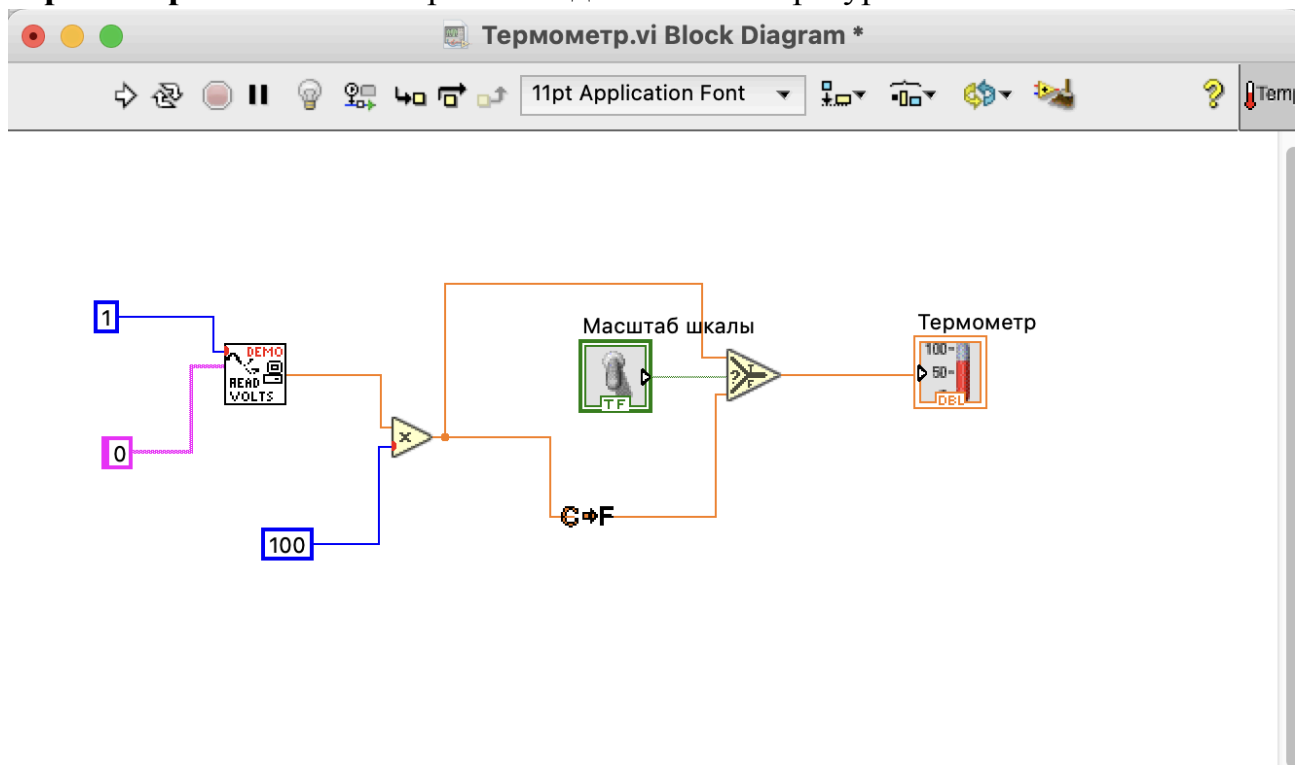 Термометр.vi Block Diagram *
11pt Application Font
?
Temp
Масштаб шкалы
Термометр
1
DEMO
READ
VOLTS
T
?
F
100
50
TF
DBL
×
0
C F
100